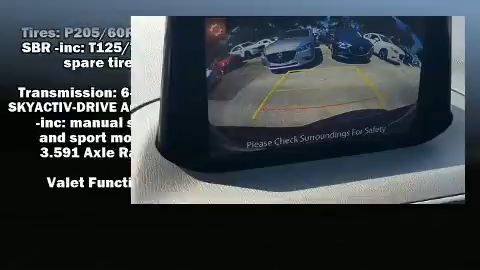 Tires: P205/60R
SBR -inc: T125/
spare tire
Transmission: 6-
SKYACTIV-DRIVE A
-inc: manual s
and sport mo
3.591 Axle Ra
Valet Functi
Please Check Surroundings For Safety